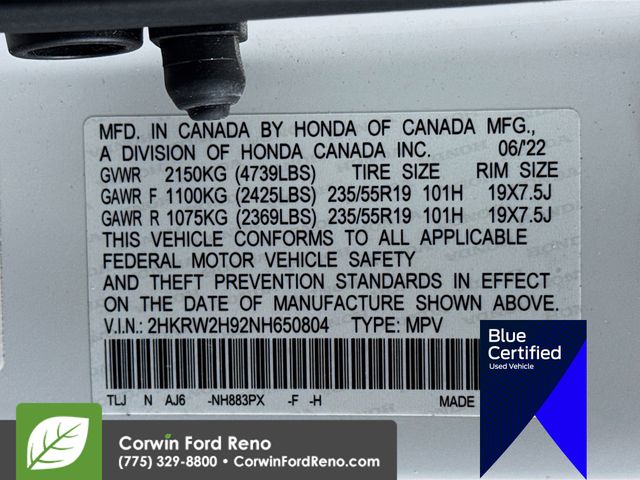 MFD. IN CANADA BY HONDA OF CANADA MFG.,
A DIVISION OF HONDA CANADA INC. 06/'22
GVWR 2150KG (4739LBS) TIRE SIZE RIM SIZE
GAWR F 1100KG (2425LBS) 235/55R19 101H 19X7.5J
GAWR R 1075KG (2369LBS) 235/55R19 101H 19X7.5J
THIS VEHICLE CONFORMS TO ALL APPLICABLE
FEDERAL MOTOR VEHICLE SAFETY
AND THEFT PREVENTION STANDARDS IN EFFECT
ON THE DATE OF MANUFACTURE SHOWN ABOVE.
V.I.N.: 2HKRW2H92NH650804 TYPE: MPV
TLJ N AJ6 -NH883PX -F -H MADE
Blue
Certified
Used Vehicle
Corwin Ford Reno
(775) 329-8800 • CorwinFordReno.com